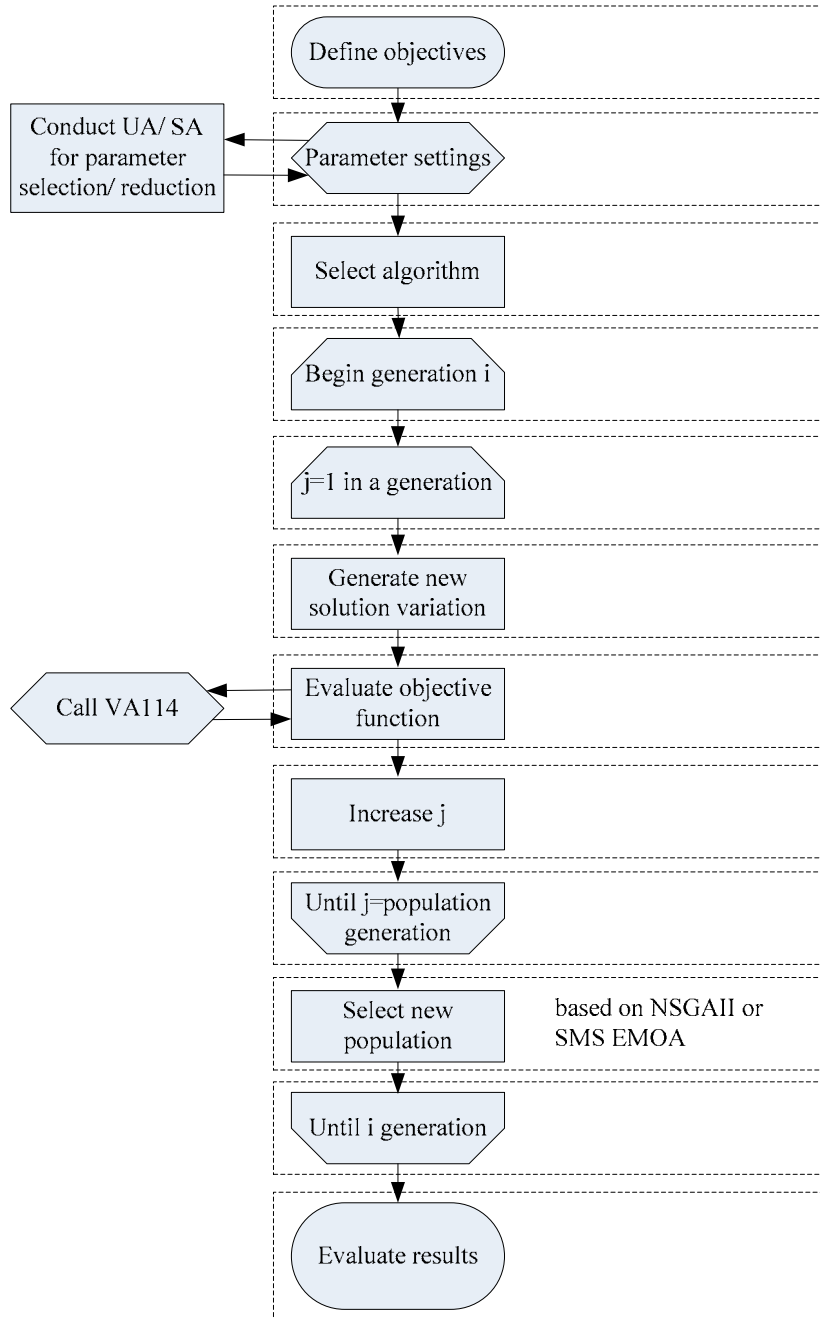 Define objectives
Conduct UA/ SA
for parameter
selection/ reduction
Parameter settings
Select algorithm
Begin generation i
j=1 in a generation
Generate new
solution variation
Evaluate objective
function
Call VA114
Increase j
Until j=population
generation
Select new
population
based on NSGAII or
SMS EMOA
Until i generation
Evaluate results